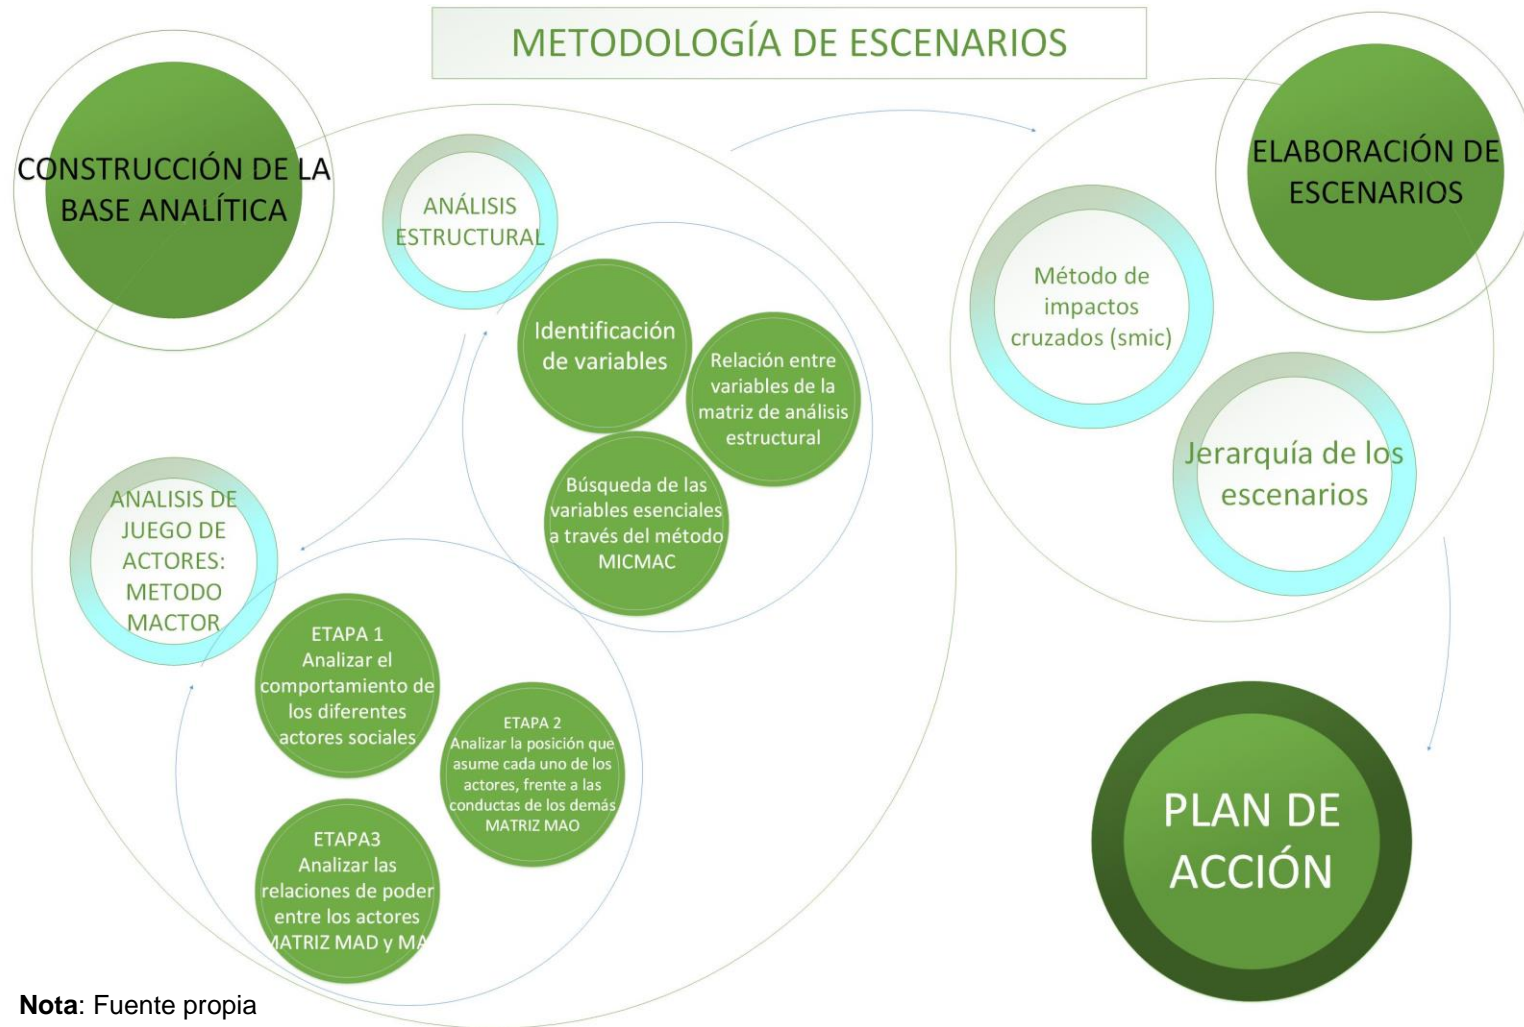 METODOLOGÍA DE ESCENARIOS
CONSTRUCCIÓN DE LA
BASE ANALÍTICA
ANÁLISIS
ESTRUCTURAL
Identificación
de variables
Relación entre
variables de la
matriz de análisis
estructural
Búsqueda de las
variables esenciales
a través del método
MICMAC
ANALISIS DE
JUEGO DE
ACTORES:
METODO
MACTOR
ETAPA 1
Analizar el
comportamiento de
los diferentes
actores sociales
ETAPA 2
Analizar la posición que
asume cada uno de los
actores, frente a las
conductas de los demás
MATRIZ MAO
ETAPA3
Analizar las
relaciones de poder
entre los actores
MATRIZ MAD y
ELABORACIÓN DE
ESCENARIOS
Método de
impactos
cruzados (smic)
Jerarquía de los
escenarios
PLAN DE
ACCIÓN
Nota: Fuente propia